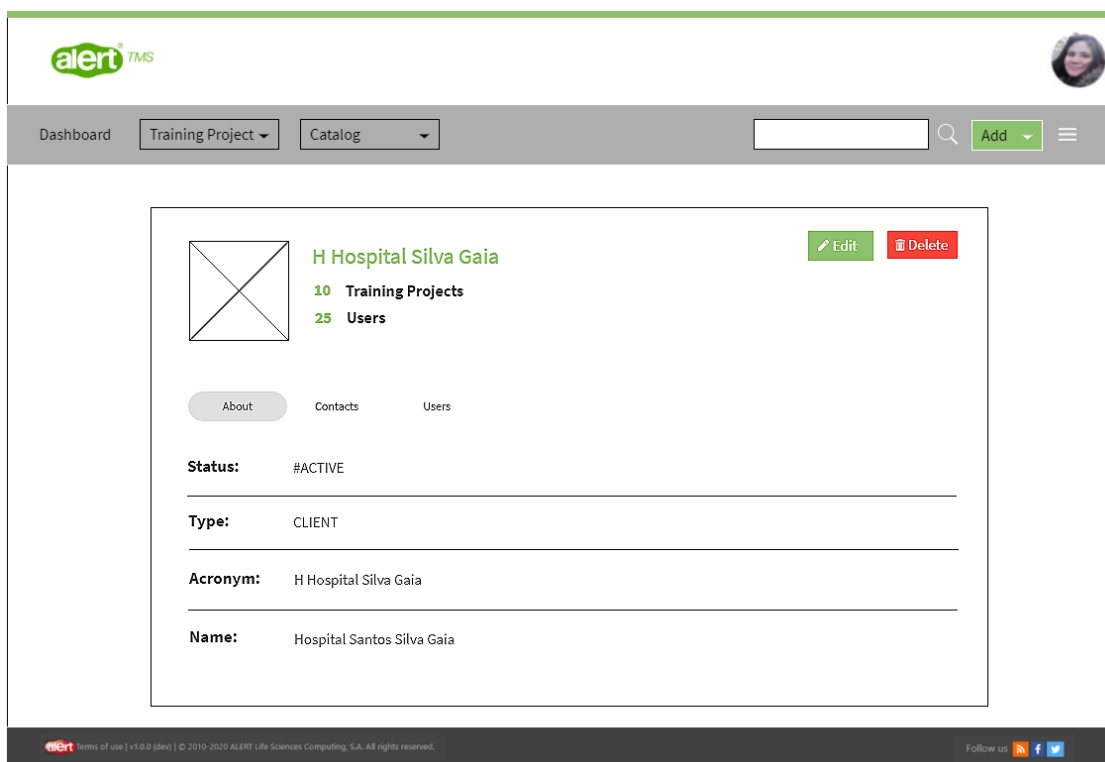 alert® TMS
Dashboard Training Project Catalog Add
H Hospital Silva Gaia Edit Delete
10 Training Projects
25 Users
About Contacts Users
Status: #ACTIVE
Type: CLIENT
Acronym: H Hospital Silva Gaia
Name: Hospital Santos Silva Gaia
alert Terms of use | v1.0.0 (dev) | © 2010-2020 ALERT Life Sciences Computing, S.A. All rights reserved. Follow us